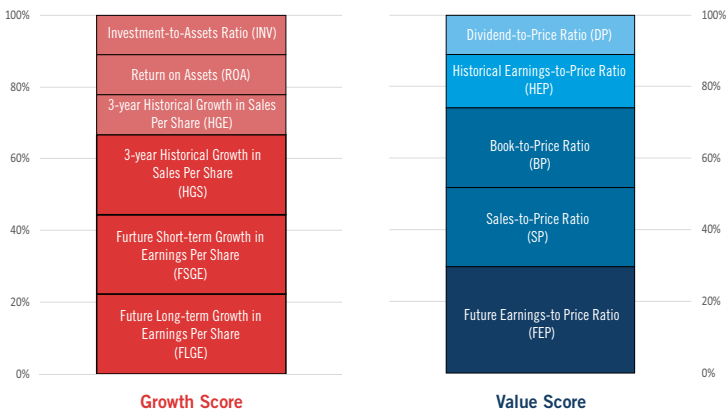 100%
80%
60%
40%
20%
0%
Investment-to-Assets Ratio (INV)
Return on Assets (ROA)
3-year Historical Growth in Sales
Per Share (HGE)
3-year Historical Growth in
Sales Per Share
(HGS)
Furture Short-term Growth in
Earnings Per Share
(FSGE)
Future Long-term Growth in
Earnings Per Share
(FLGE)
Growth Score
Dividend-to-Price Ratio (DP)
Historical Earnings-to-Price Ratio
(HEP)
Book-to-Price Ratio
(BP)
Sales-to-Price Ratio
(SP)
Future Earnings-to Price Ratio
(FEP)
Value Score
100%
80%
60%
40%
20%
0%